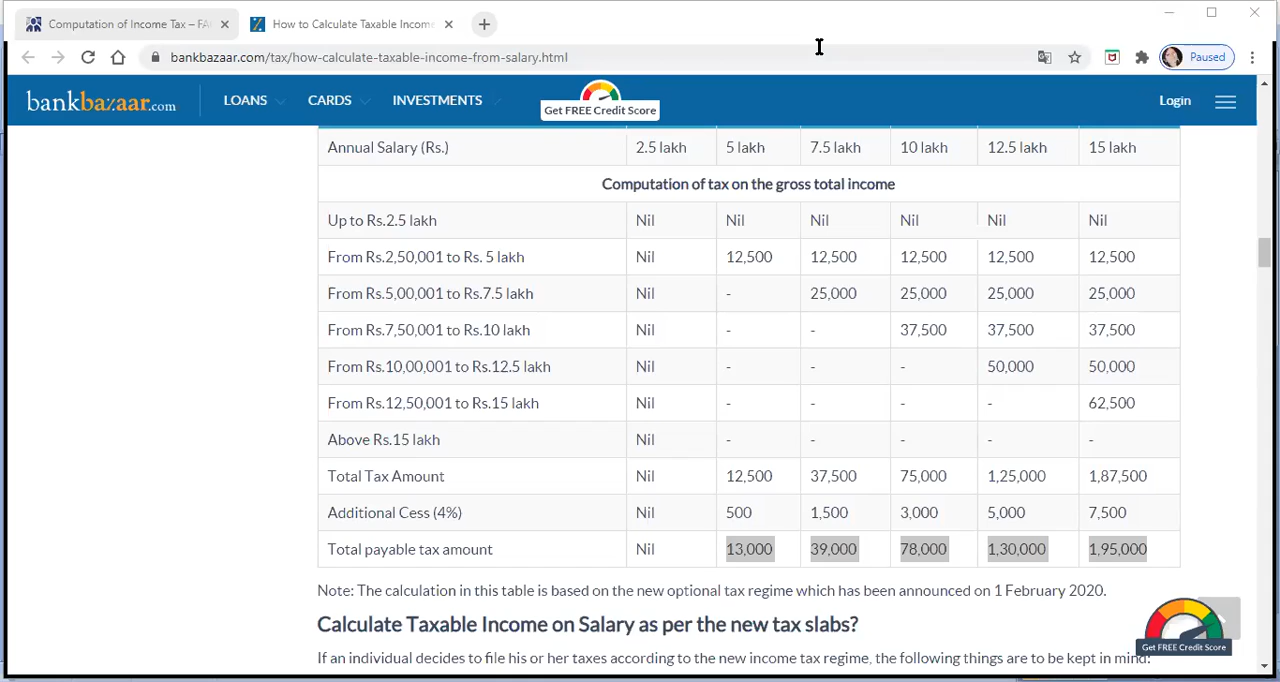 Computation of Income Tax – FA
How to Calculate Taxable Income
bankbazaar.com/tax/how-calculate-taxable-income-from-salary.html
Paused
bankbazaar.com
LOANS
CARDS
INVESTMENTS
Get FREE Credit Score
Login
Annual Salary (Rs.) 2.5 lakh 5 lakh 7.5 lakh 10 lakh 12.5 lakh 15 lakh
Computation of tax on the gross total income
Up to Rs.2.5 lakh Nil Nil Nil Nil Nil Nil
From Rs.2,50,001 to Rs. 5 lakh Nil 12,500 12,500 12,500 12,500 12,500
From Rs.5,00,001 to Rs.7.5 lakh Nil - 25,000 25,000 25,000 25,000
From Rs.7,50,001 to Rs.10 lakh Nil - - 37,500 37,500 37,500
From Rs.10,00,001 to Rs.12.5 lakh Nil - - - 50,000 50,000
From Rs.12,50,001 to Rs.15 lakh Nil - - - - 62,500
Above Rs.15 lakh Nil - - - - -
Total Tax Amount Nil 12,500 37,500 75,000 1,25,000 1,87,500
Additional Cess (4%) Nil 500 1,500 3,000 5,000 7,500
Total payable tax amount Nil 13,000 39,000 78,000 1,30,000 1,95,000
Note: The calculation in this table is based on the new optional tax regime which has been announced on 1 February 2020.
Calculate Taxable Income on Salary as per the new tax slabs?
If an individual decides to file his or her taxes according to the new income tax regime, the following things are to be kept in mind:
Get FREE Credit Score